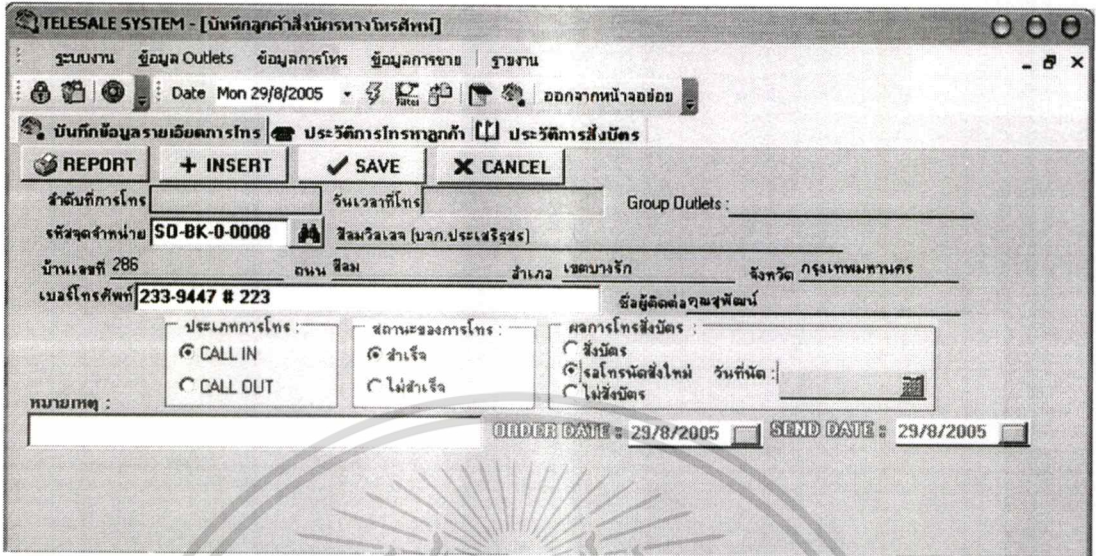 TELESALE SYSTEM - [บันทึกลูกค้าสั่งบัตรทางโทรศัพท์]
ระบบงาน ข้อมูล Outlets ข้อมูลการโทร ข้อมูลการขาย รายงาน
Date Mon 29/8/2005 Filter ออกจากหน้าจอย่อย
บันทึกข้อมูลรายเอียดการโทร ประวัติการโทรหาลูกค้า ประวัติการสั่งบัตร
REPORT + INSERT SAVE X CANCEL
ลำดับที่การโทร วันเวลาที่โทร Group Outlets :
รหัสจุดจำหน่าย SO-BK-0-0008 สีลมวิลเลจ (บจก.ประเสริฐสร)
บ้านเลขที่ 286 ถนน สีลม อำเภอ เขตบางรัก จังหวัด กรุงเทพมหานคร
เบอร์โทรศัพท์ 233-9447 # 223 ชื่อผู้ติดต่อ คุณสุพัฒน์
ประเภทการโทร : สถานะของการโทร : ผลการโทรสั่งบัตร :
CALL IN สำเร็จ สั่งบัตร
รอโทรนัดสั่งใหม่ วันที่นัด :
CALL OUT ไม่สำเร็จ ไม่สั่งบัตร
หมายเหตุ :
ORDER DATE : 29/8/2005 SEND DATE : 29/8/2005